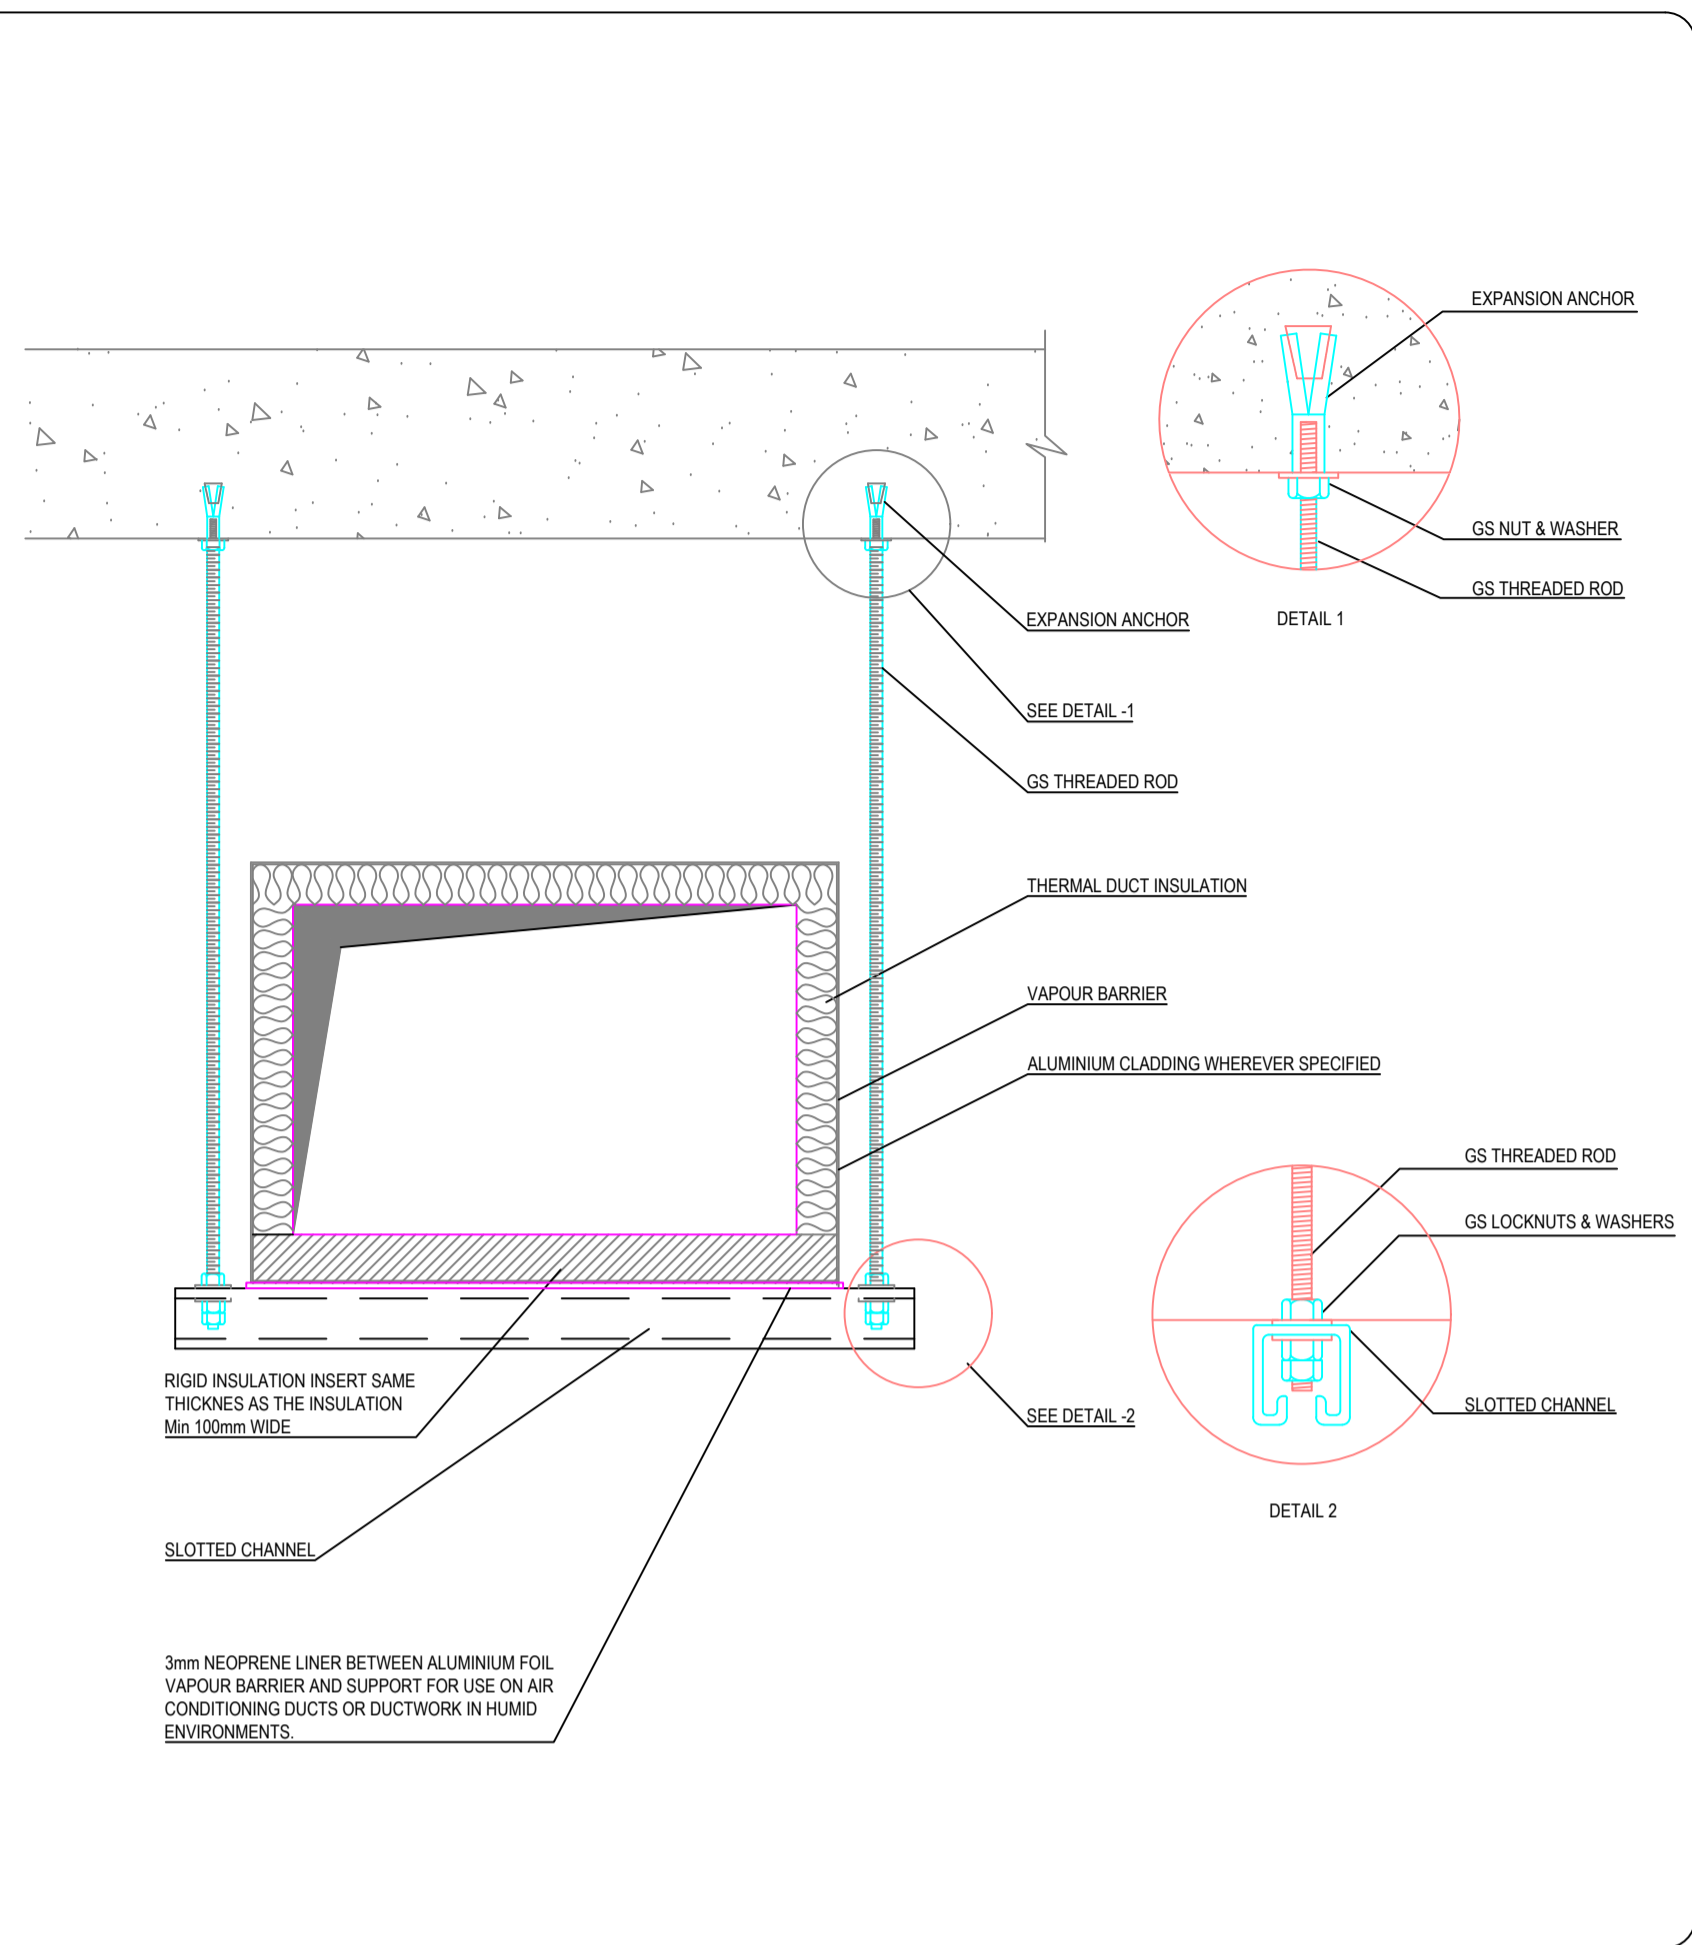 EXPANSION ANCHOR
GS NUT & WASHER
GS THREADED ROD
DETAIL 1
EXPANSION ANCHOR
SEE DETAIL -1
GS THREADED ROD
THERMAL DUCT INSULATION
VAPOUR BARRIER
ALUMINIUM CLADDING WHEREVER SPECIFIED
GS THREADED ROD
GS LOCKNUTS & WASHERS
SLOTTED CHANNEL
DETAIL 2
SEE DETAIL -2
RIGID INSULATION INSERT SAME
THICKNES AS THE INSULATION
Min 100mm WIDE
SLOTTED CHANNEL
3mm NEOPRENE LINER BETWEEN ALUMINIUM FOIL
VAPOUR BARRIER AND SUPPORT FOR USE ON AIR
CONDITIONING DUCTS OR DUCTWORK IN HUMID
ENVIRONMENTS.